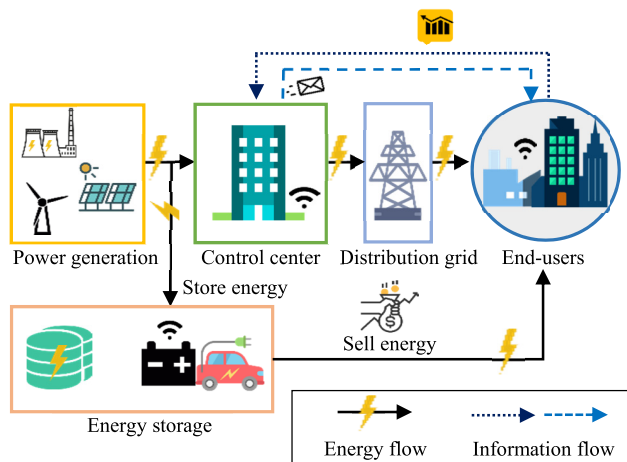 Power generation
Control center
Distribution grid
End-users
Store energy
Sell energy
Energy storage
Energy flow
Information flow